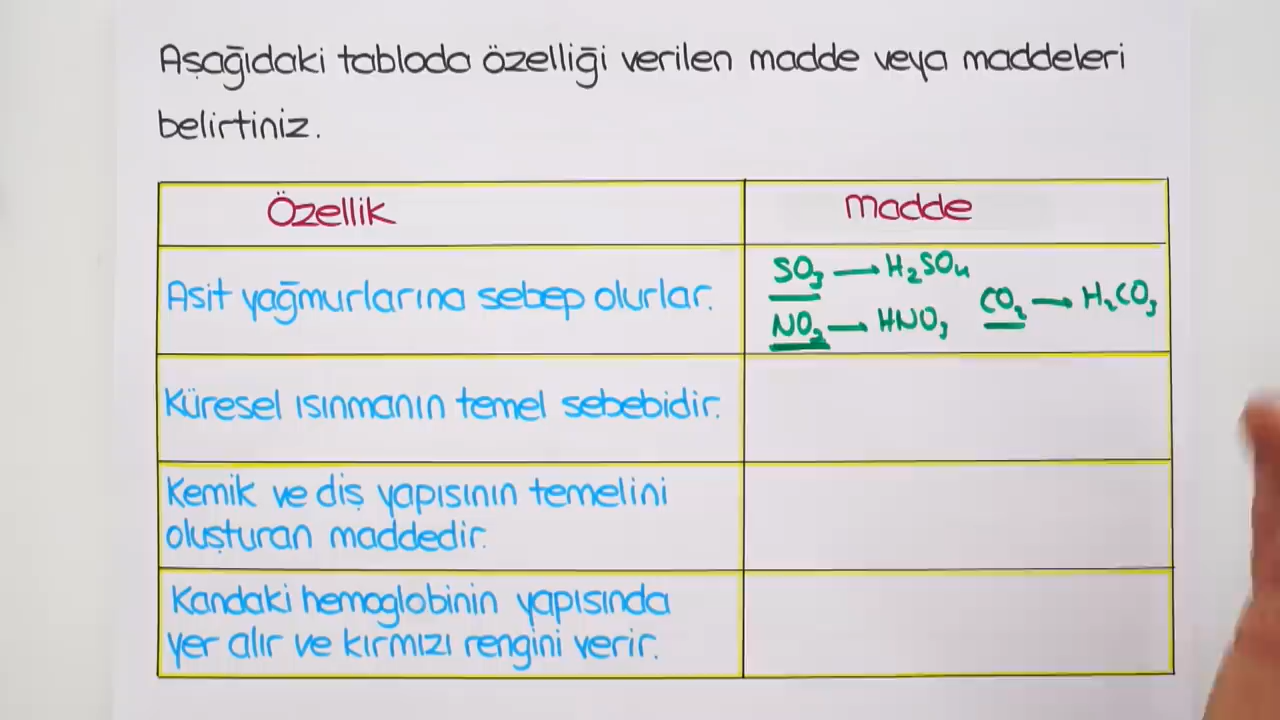 Aşağıdaki tabloda özelliği verilen madde veya maddeleri
belirtiniz.
Özellik
Madde
Asit yağmurlarına sebep olurlar.
SO₃ → H₂SO₄
NO₂ → HNO₃
CO₂ → H₂CO₃
Küresel ısınmanın temel sebebidir.
Kemik ve diş yapısının temelini
oluşturan maddedir.
Kandaki hemoglobinin yapısında
yer alır ve kırmızı rengini verir.